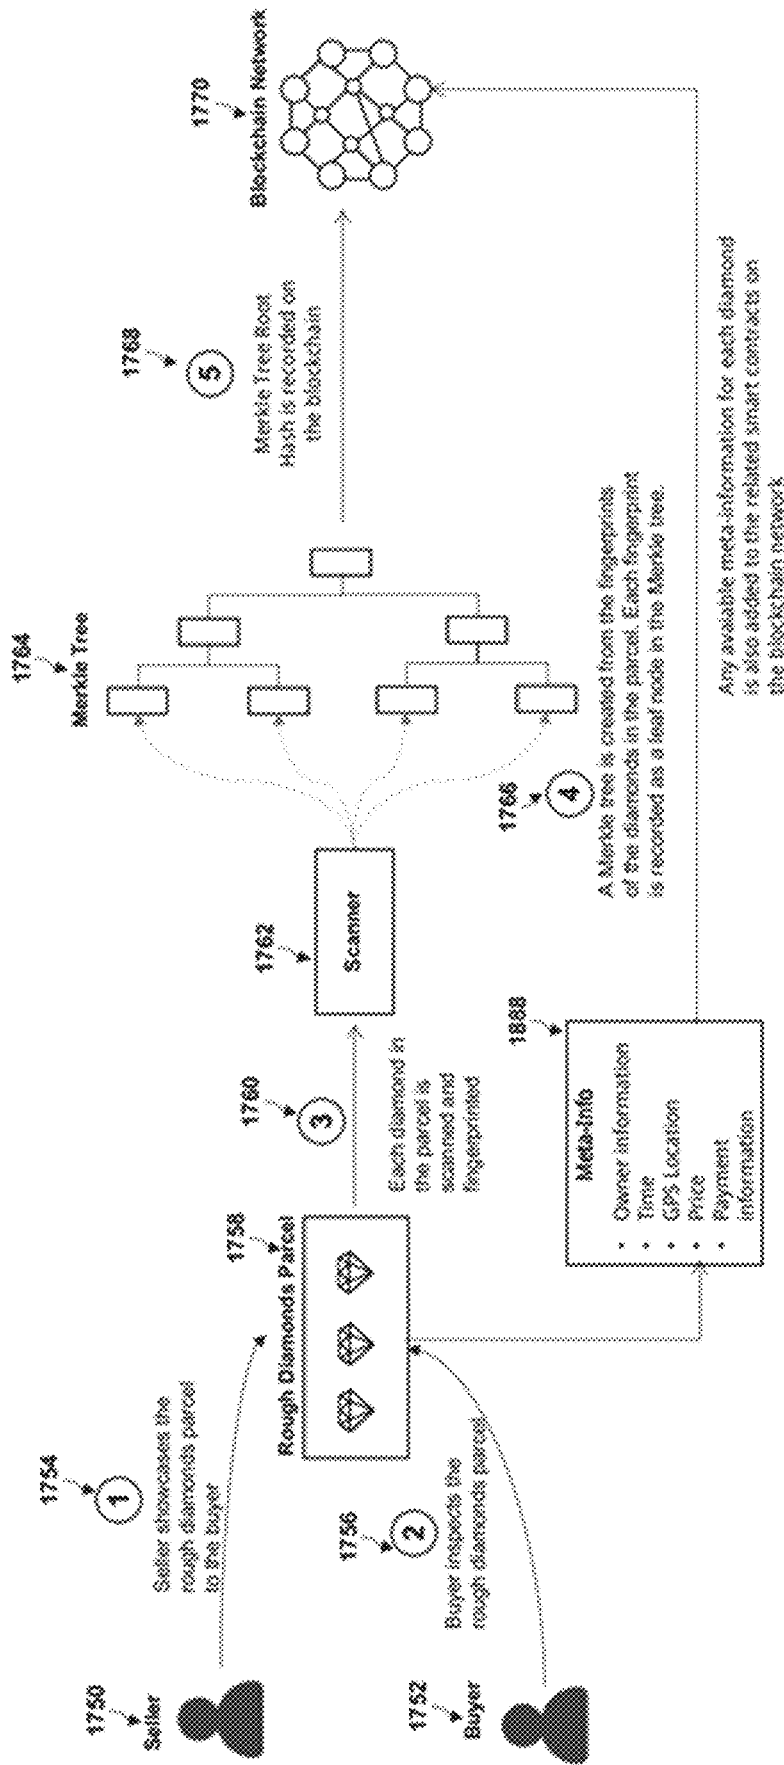 1750
Seller
1752
Buyer
1754
1
Seller showcases the
rough diamonds parcel
to the buyer
1756
2
Buyer inspects the
rough diamonds parcel
1758
Rough Diamonds Parcel
1760
3
Each diamond in
the parcel is
scanned and
fingerprinted
1762
Scanner
1764
Merkle Tree
1766
4
A Merkle tree is created from the fingerprints
of the diamonds in the parcel. Each fingerprint
is recorded as a leaf node in the Merkle tree.
1768
5
Merkle Tree Root
Hash is recorded on
the blockchain
1770
Blockchain Network
1888
Meta-Info
• Owner information
• Time
• GPS Location
• Price
• Payment
information
Any available meta-information for each diamond
is also added to the related smart contracts on
the blockchain network